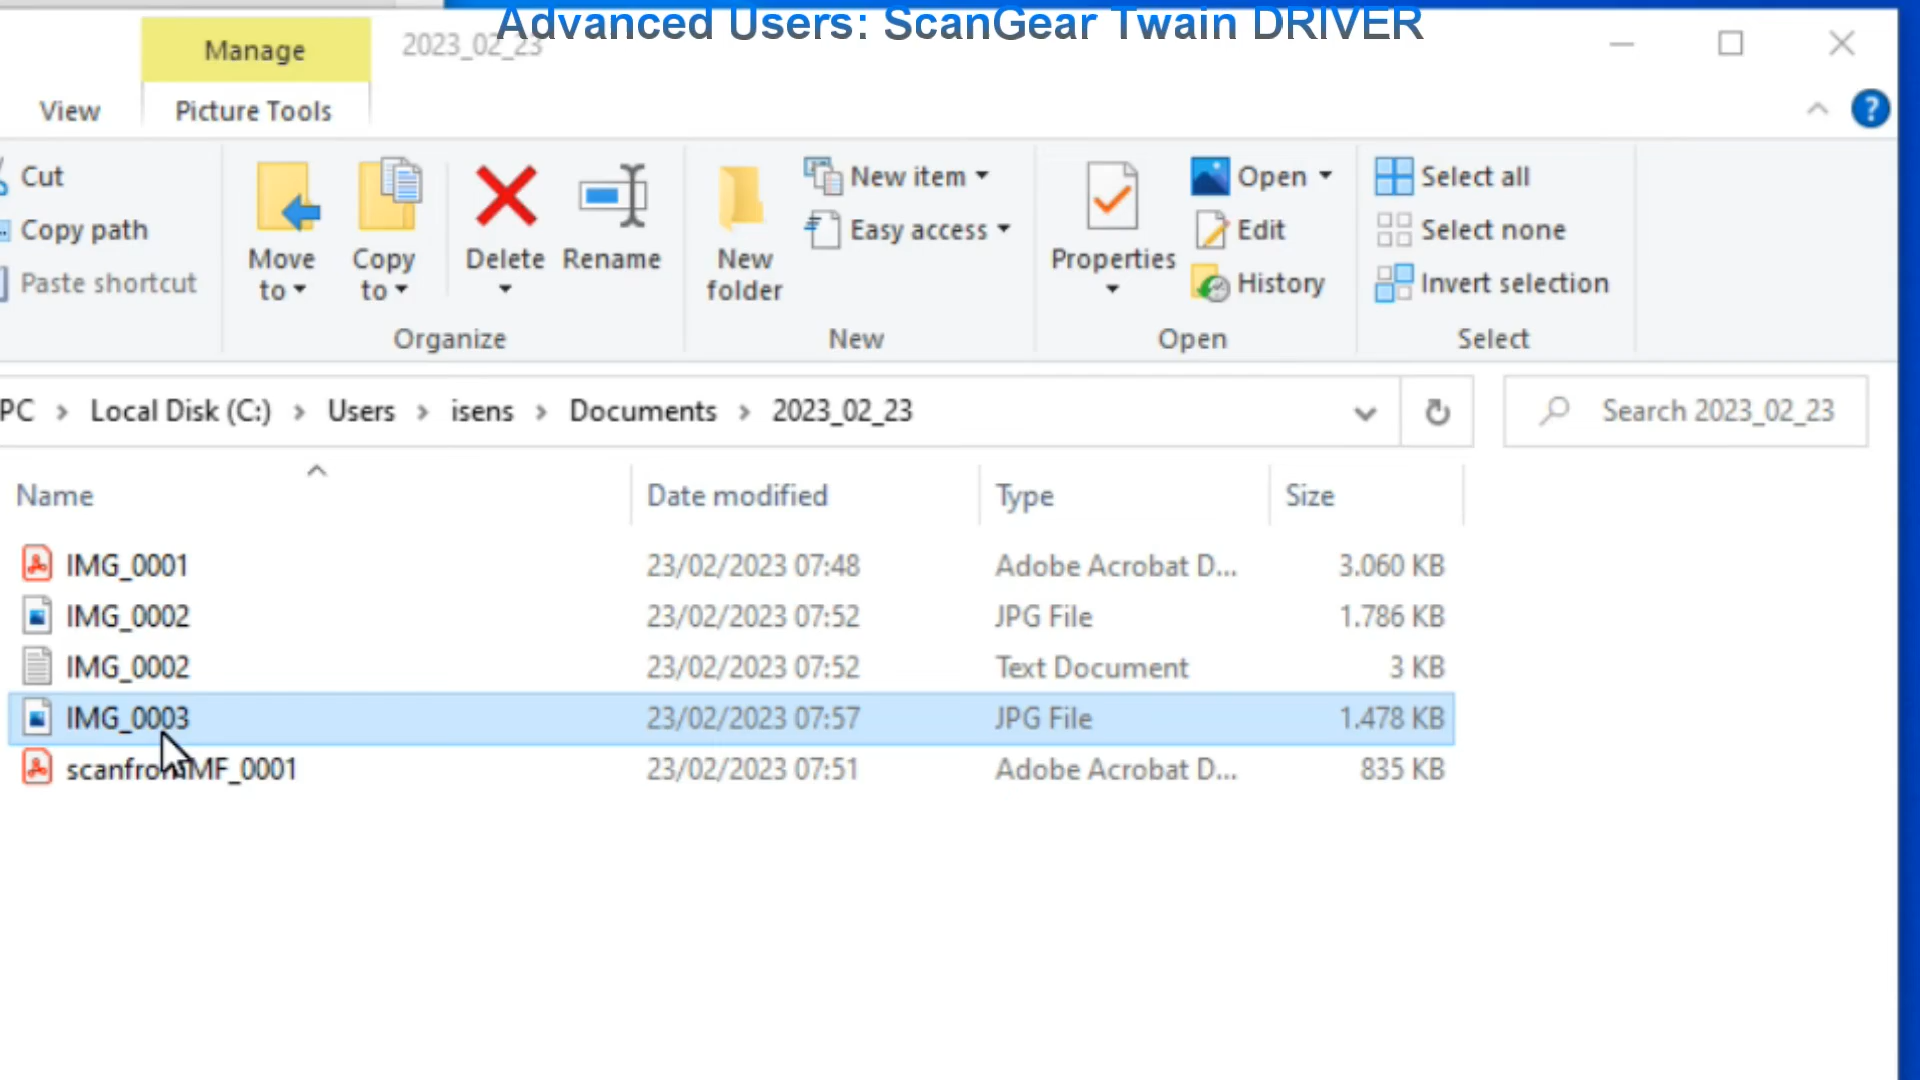 Advanced Users: ScanGear Twain DRIVER
Manage
2023_02_23
View
Picture Tools
?
Cut
Copy path
Paste shortcut
Move to
Copy to
Delete
Rename
Organize
New folder
New item
Easy access
New
Properties
Open
Edit
History
Open
Select all
Select none
Invert selection
Select
PC > Local Disk (C:) > Users > isens > Documents > 2023_02_23
Search 2023_02_23
Name Date modified Type Size
IMG_0001 23/02/2023 07:48 Adobe Acrobat D... 3.060 KB
IMG_0002 23/02/2023 07:52 JPG File 1.786 KB
IMG_0002 23/02/2023 07:52 Text Document 3 KB
IMG_0003 23/02/2023 07:57 JPG File 1.478 KB
23/02/2023 07:51 Adobe Acrobat D... 835 KB